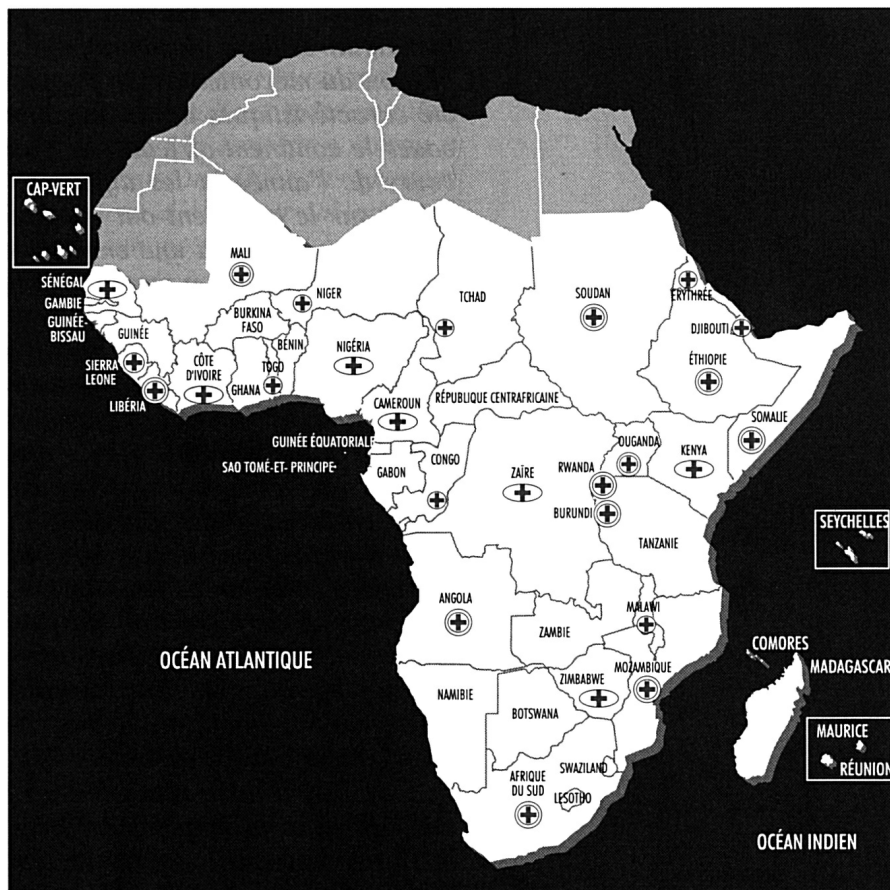 CAP-VERT
MALI
SÉNÉGAL
GAMBIE
GUINÉE-
BISSAU
GUINÉE
SIERRA
LEONE
LIBÉRIA
CÔTE
D'IVOIRE
BURKINA
FASO
GHANA
TOGO
BÉNIN
NIGER
NIGÉRIA
TCHAD
SOUDAN
ÉRYTHRÉE
DJIBOUTI
ÉTHIOPIE
SOMALIE
CAMEROUN
RÉPUBLIQUE CENTRAFRICAINE
GUINÉE ÉQUATORIALE
SAO TOMÉ-ET- PRINCIPE
GABON
CONGO
ZAÏRE
OUGANDA
KENYA
RWANDA
BURUNDI
TANZANIE
SEYCHELLES
ANGOLA
ZAMBIE
MALAWI
MOZAMBIQUE
COMORES
MADAGASCAR
OCÉAN ATLANTIQUE
NAMIBIE
ZIMBABWE
BOTSWANA
MAURICE
RÉUNION
SWAZILAND
AFRIQUE
DU SUD
LESOTHO
OCÉAN INDIEN